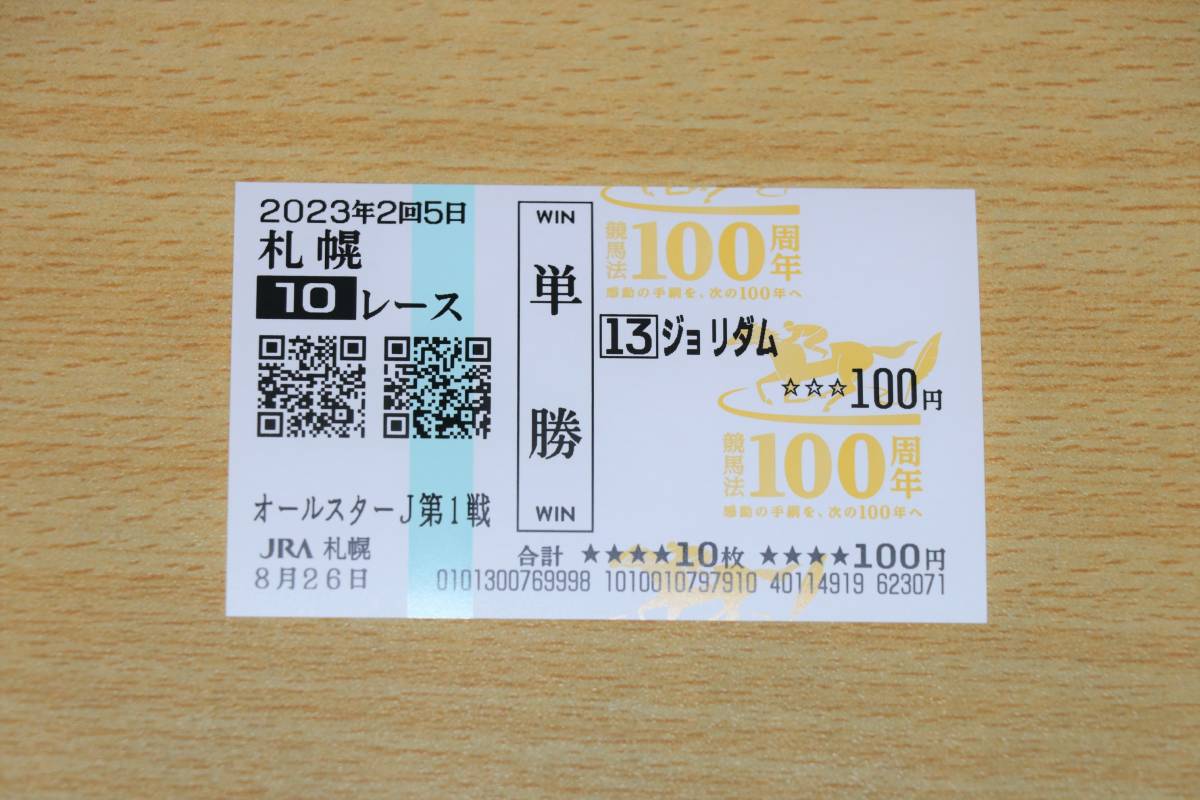 2023年2回5日
札幌
10レース
オールスターJ第1戦
JRA 札幌
8月26日
WIN
単勝
WIN
競馬法100周年
感動の手綱を、次の100年へ
13ジョリダム
☆☆☆100円
競馬法100周年
感動の手綱を、次の100年へ
合計 ★★★★10枚 ★★★★100円
0101300769998 1010010797910 40114919 623071